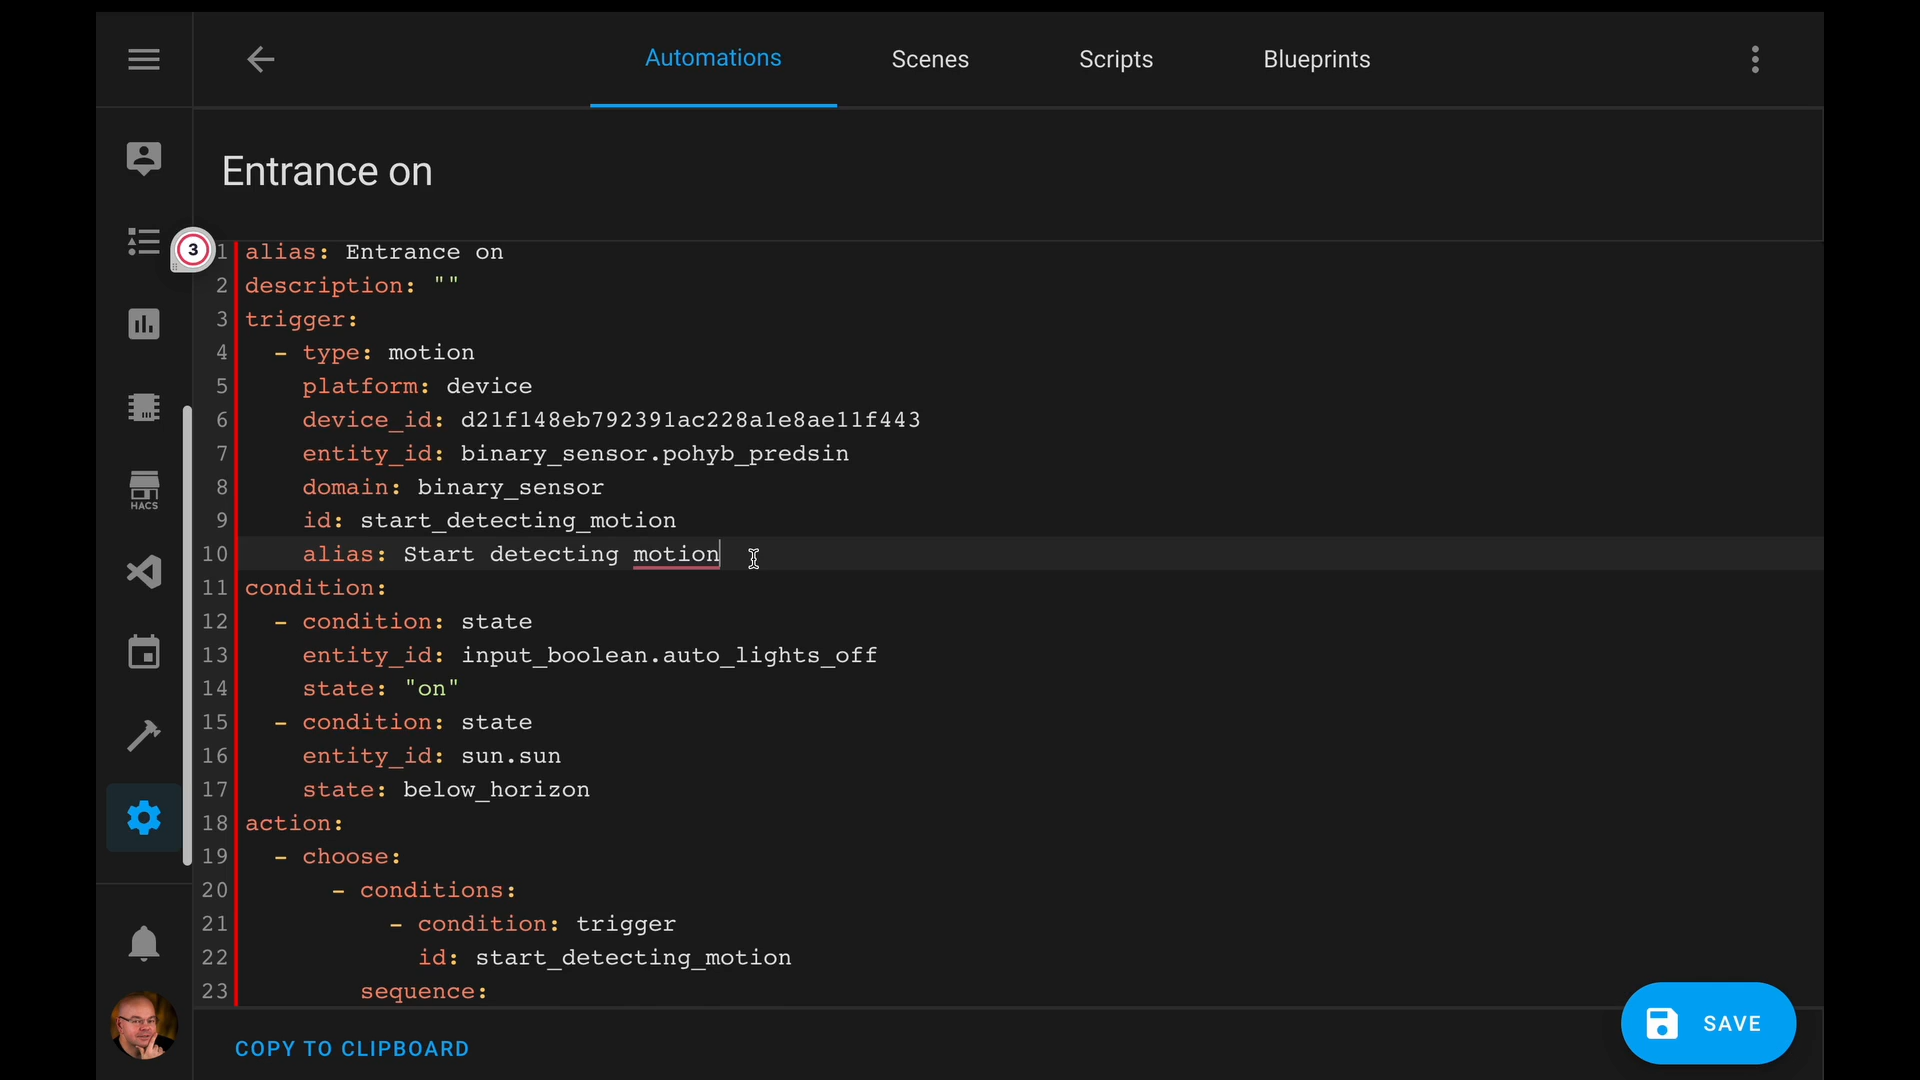 Automations Scenes Scripts Blueprints
Entrance on
3
1 alias: Entrance on
2 description: ""
3 trigger:
4 - type: motion
5 platform: device
6 device_id: d21f148eb792391ac228a1e8ae11f443
7 entity_id: binary_sensor.pohyb_predsin
8 domain: binary_sensor
9 id: start_detecting_motion
10 alias: Start detecting motion
11 condition:
12 - condition: state
13 entity_id: input_boolean.auto_lights_off
14 state: "on"
15 - condition: state
16 entity_id: sun.sun
17 state: below_horizon
18 action:
19 - choose:
20 - conditions:
21 - condition: trigger
22 id: start_detecting_motion
23 sequence:
HACS
COPY TO CLIPBOARD
SAVE